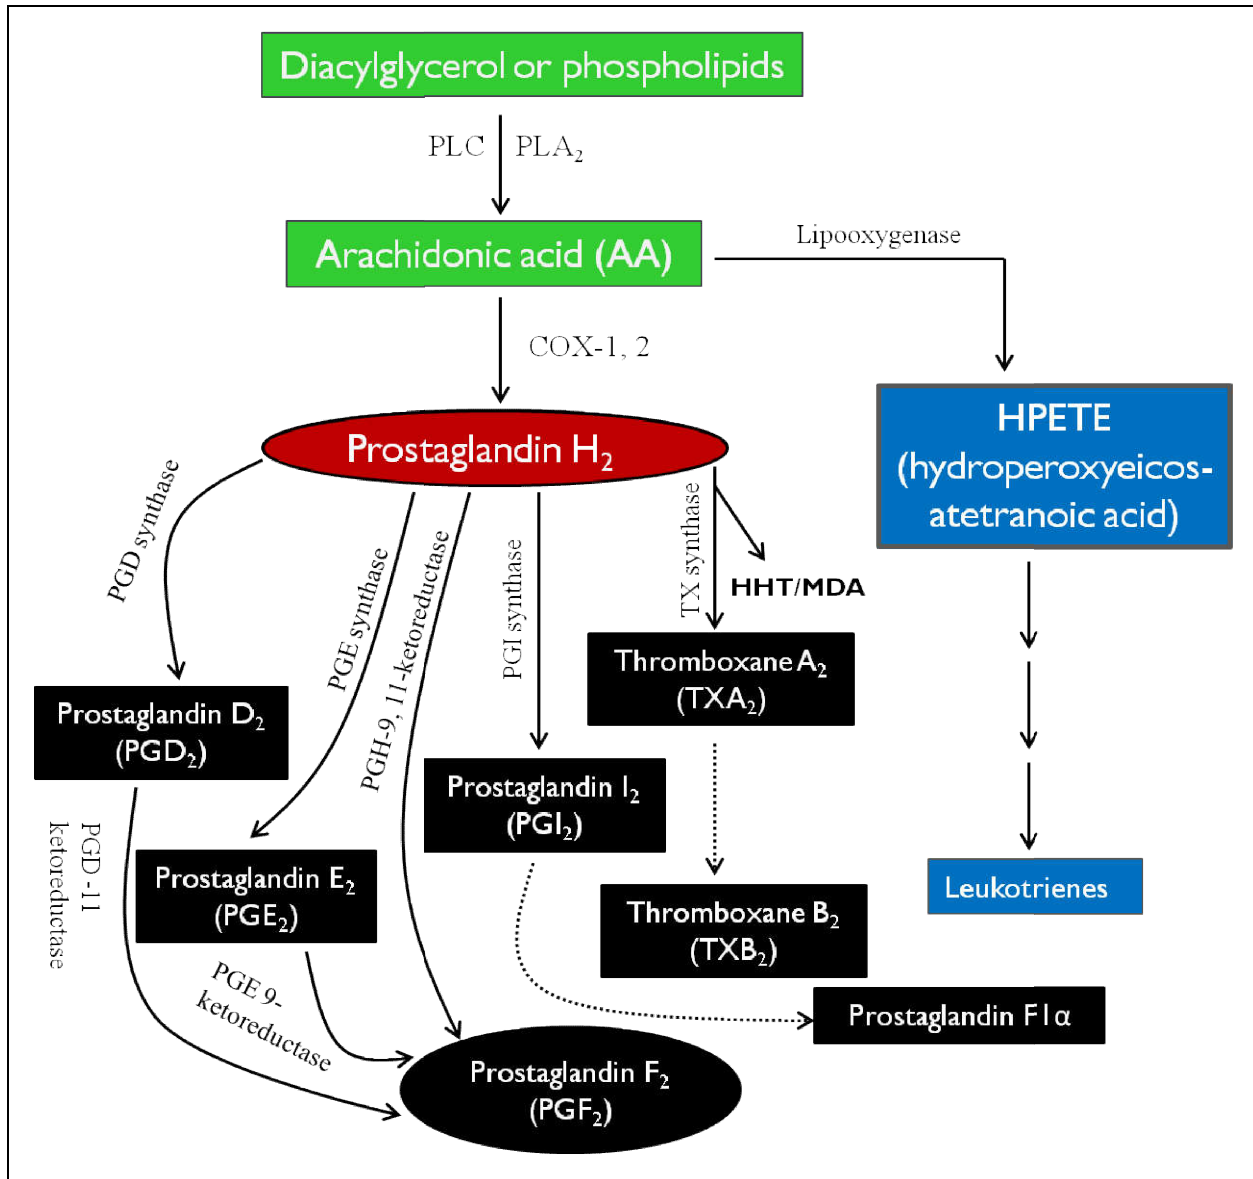 Diacylglycerol or phospholipids
PLC
PLA₂
Arachidonic acid (AA)
Lipooxygenase
COX-1, 2
HPETE
(hydroperoxyeicos-
atetranoic acid)
Prostaglandin H₂
PGD synthase
PGE synthase
PGH-9, 11-ketoreductase
PGI synthase
TX synthase
HHT/MDA
Thromboxane A₂
(TXA₂)
Prostaglandin D₂
(PGD₂)
Prostaglandin I₂
(PGI₂)
PGD -11
ketoreductase
Prostaglandin E₂
(PGE₂)
Thromboxane B₂
(TXB₂)
Leukotrienes
PGE 9-
ketoreductase
Prostaglandin F1α
Prostaglandin F₂
(PGF₂)